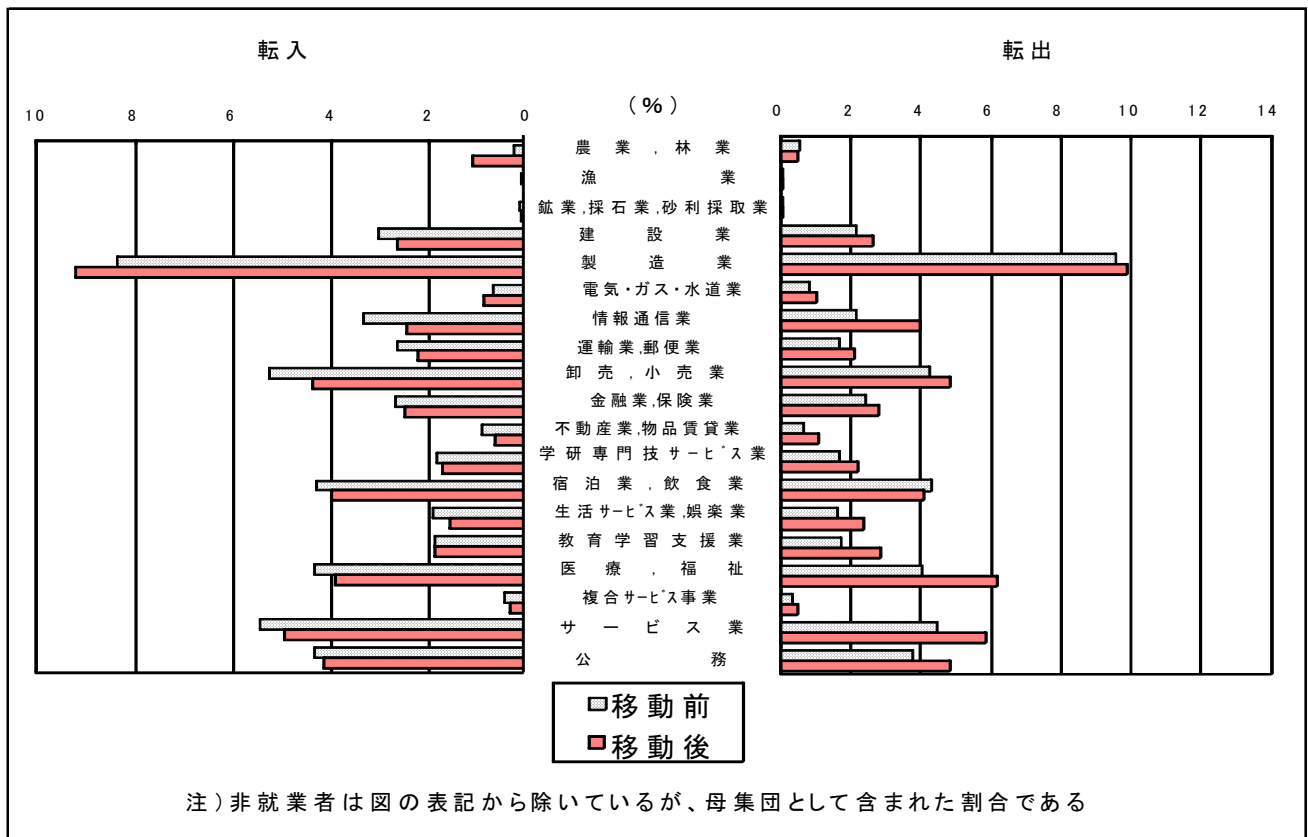 転入
転出
(%)
10 8 6 4 2 0
0 2 4 6 8 10 12 14
農業，林業
漁業
鉱業,採石業,砂利採取業
建設業
製造業
電気・ガス・水道業
情報通信業
運輸業,郵便業
卸売，小売業
金融業,保険業
不動産業,物品賃貸業
学研専門技サービス業
宿泊業，飲食業
生活サービス業,娯楽業
教育学習支援業
医療，福祉
複合サービス事業
サービス業
公務
移動前
移動後
注)非就業者は図の表記から除いているが、母集団として含まれた割合である